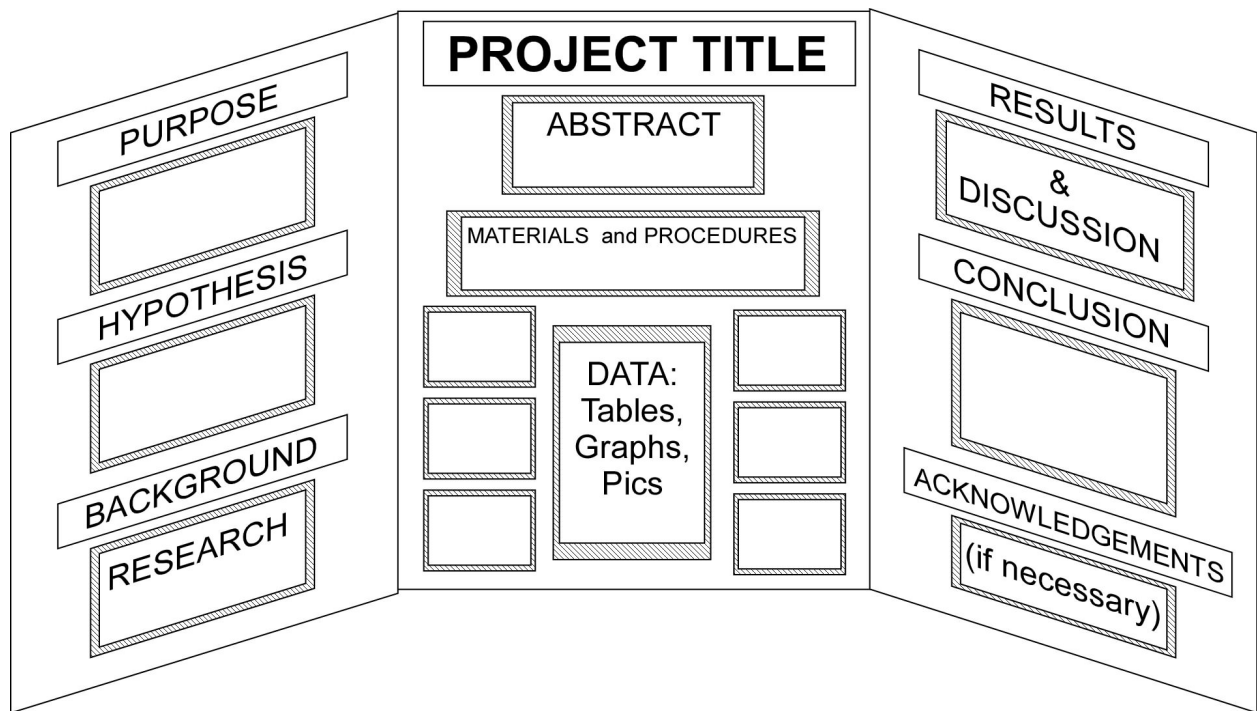 PURPOSE
HYPOTHESIS
BACKGROUND
RESEARCH
PROJECT TITLE
ABSTRACT
MATERIALS and PROCEDURES
DATA:
Tables,
Graphs,
Pics
RESULTS
&
DISCUSSION
CONCLUSION
ACKNOWLEDGEMENTS
(if necessary)